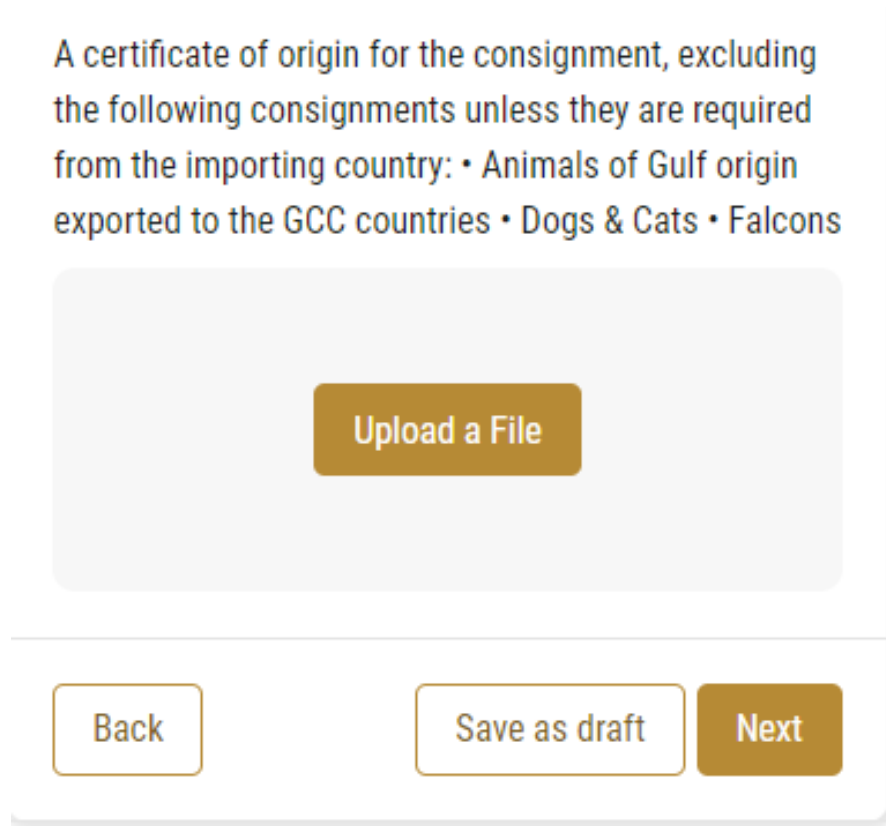 A certificate of origin for the consignment, excluding
the following consignments unless they are required
from the importing country: • Animals of Gulf origin
exported to the GCC countries • Dogs & Cats • Falcons
Upload a File
Back
Save as draft
Next